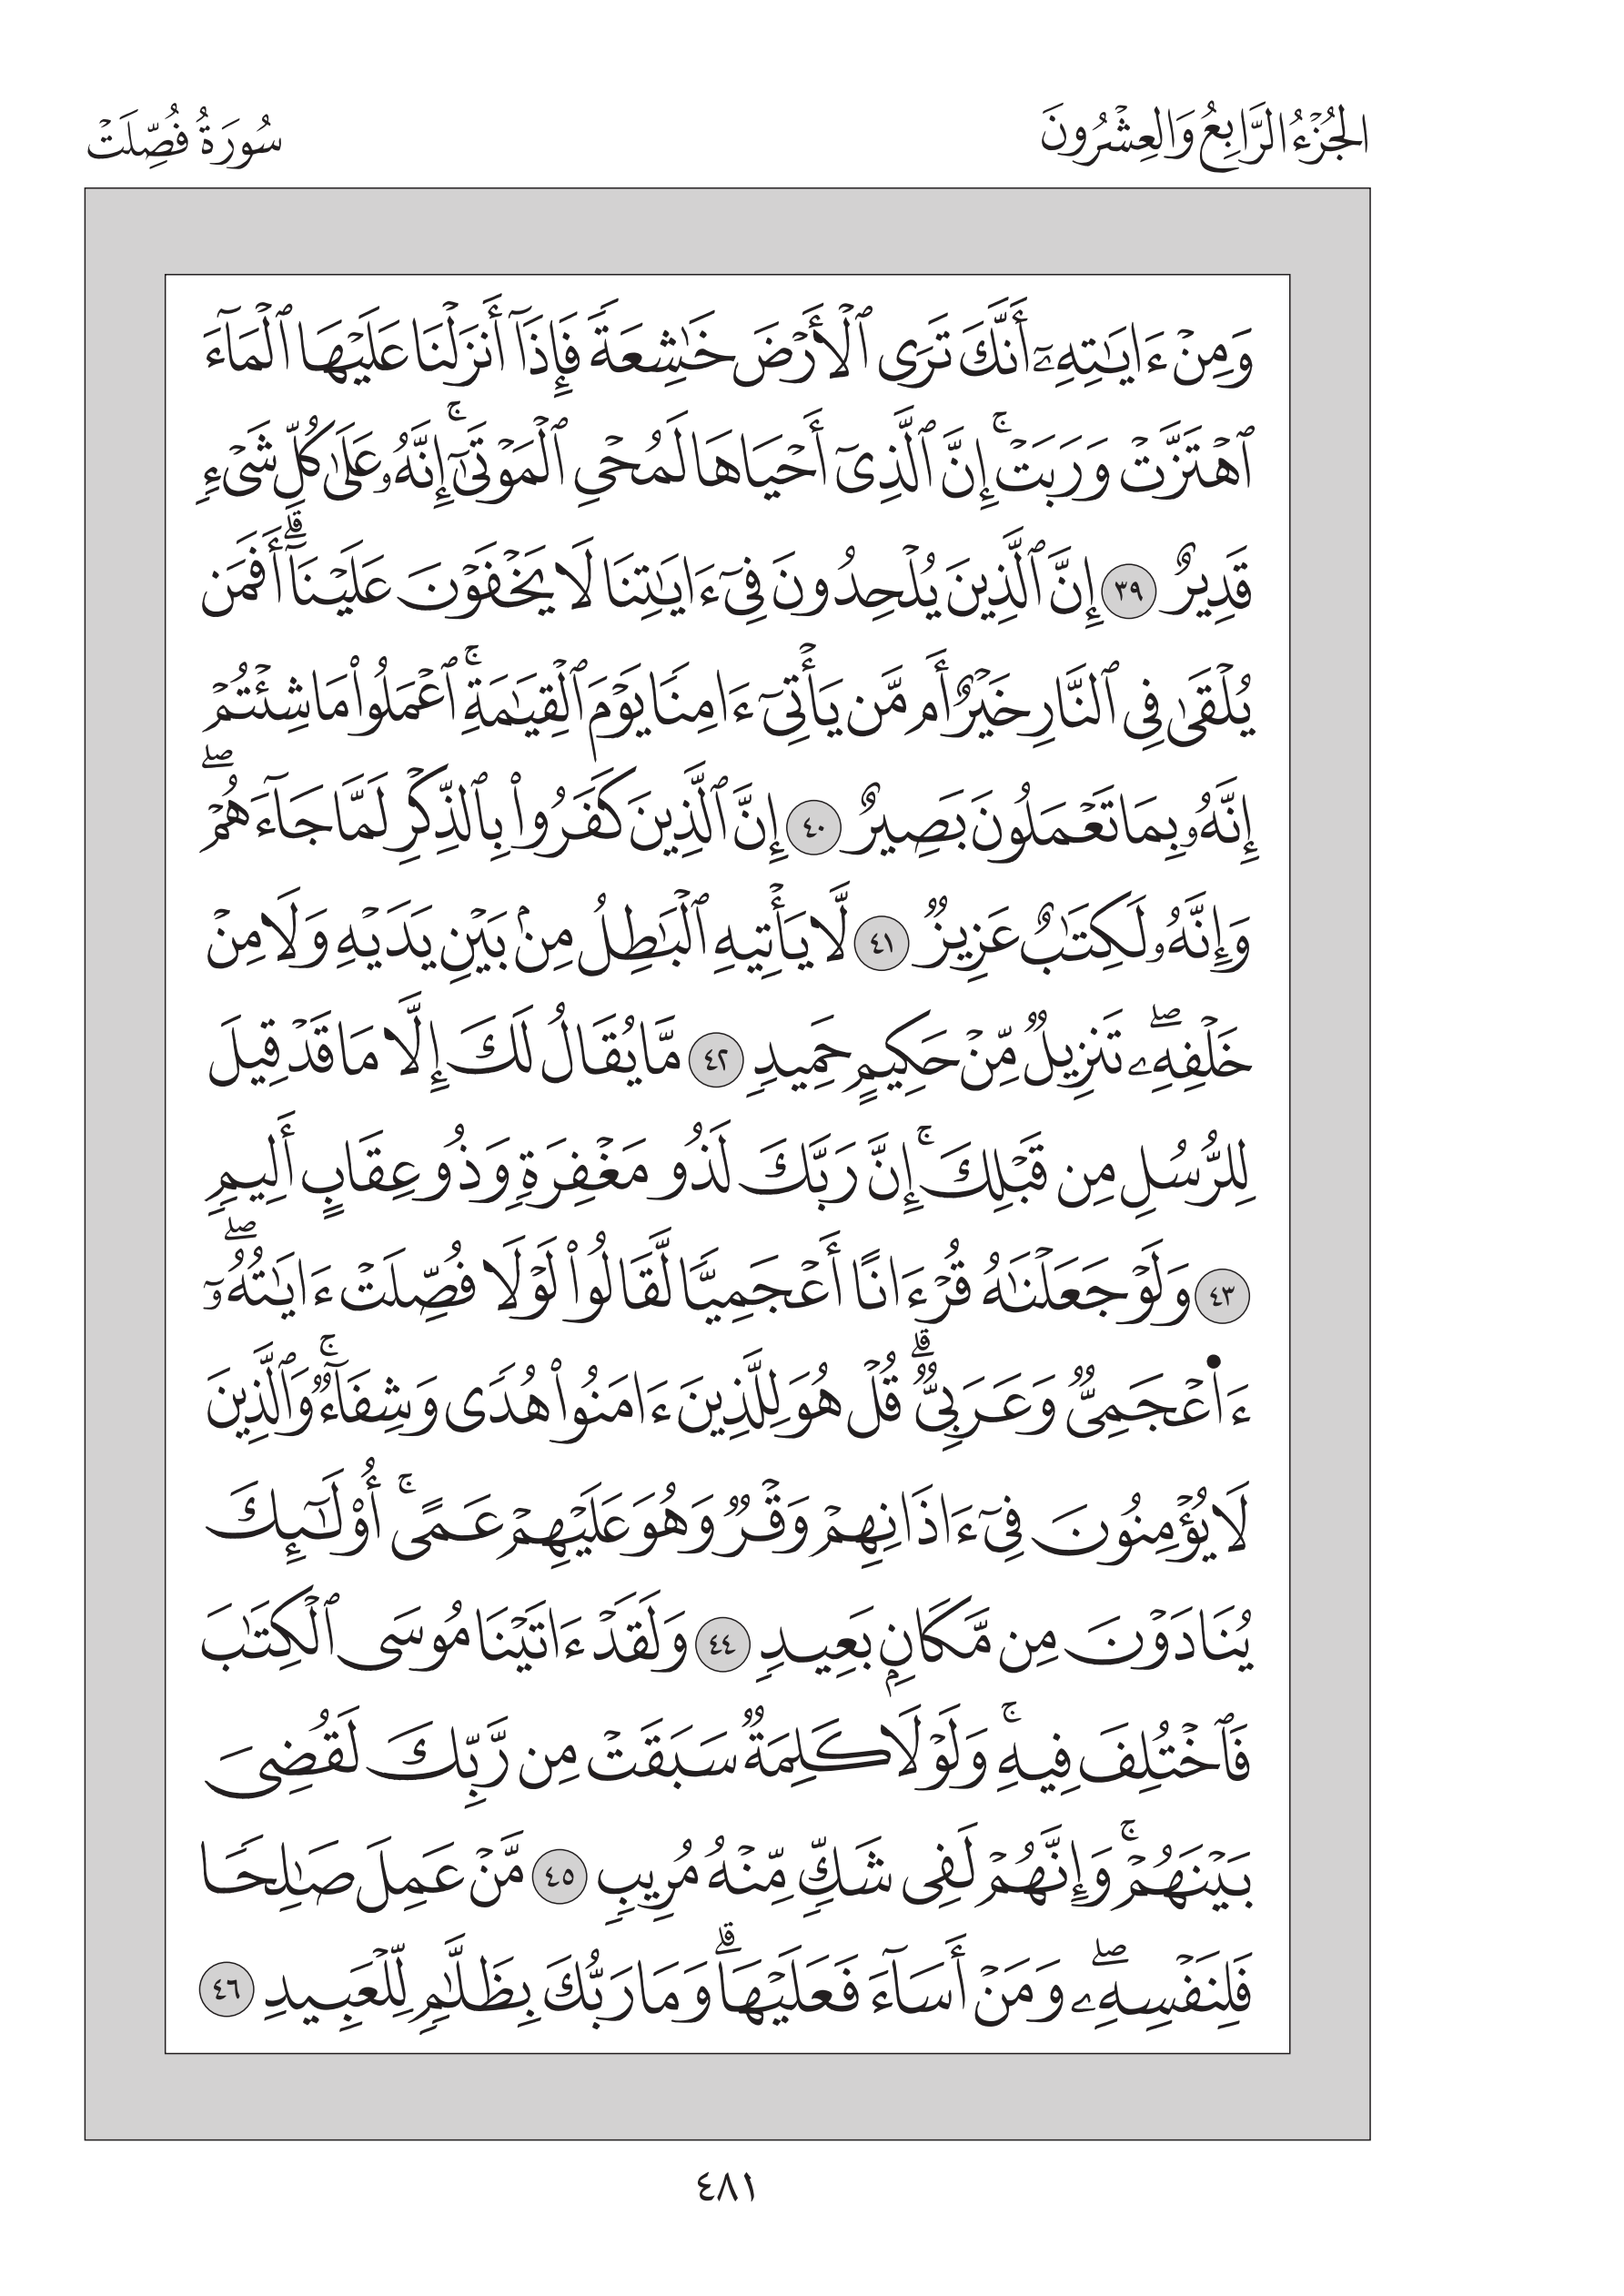 الجُزْءُ الرَّابِعُ وَالعِشْرُونَ
سُورَةُ فُصِّلَتْ
وَمِنْ ءَايَٰتِهِۦٓ أَنَّكَ تَرَى ٱلْأَرْضَ خَٰشِعَةً فَإِذَآ أَنزَلْنَا عَلَيْهَا ٱلْمَآءَ
ٱهْتَزَّتْ وَرَبَتْ ۚ إِنَّ ٱلَّذِىٓ أَحْيَاهَا لَمُحْىِ ٱلْمَوْتَىٰٓ ۚ إِنَّهُۥ عَلَىٰ كُلِّ شَىْءٍ
قَدِيرٌ ٣٩ إِنَّ ٱلَّذِينَ يُلْحِدُونَ فِىٓ ءَايَٰتِنَا لَا يَخْفَوْنَ عَلَيْنَآ ۗ أَفَمَن
يُلْقَىٰ فِى ٱلنَّارِ خَيْرٌ أَم مَّن يَأْتِىٓ ءَامِنًا يَوْمَ ٱلْقِيَٰمَةِ ۚ ٱعْمَلُوا۟ مَا شِئْتُمْ ۖ
إِنَّهُۥ بِمَا تَعْمَلُونَ بَصِيرٌ ٤٠ إِنَّ ٱلَّذِينَ كَفَرُوا۟ بِٱلذِّكْرِ لَمَّا جَآءَهُمْ ۖ
وَإِنَّهُۥ لَكِتَٰبٌ عَزِيزٌ ٤١ لَّا يَأْتِيهِ ٱلْبَٰطِلُ مِنۢ بَيْنِ يَدَيْهِ وَلَا مِنْ
خَلْفِهِۦ ۖ تَنزِيلٌ مِّنْ حَكِيمٍ حَمِيدٍ ٤٢ مَّا يُقَالُ لَكَ إِلَّا مَا قَدْ قِيلَ
لِلرُّسُلِ مِن قَبْلِكَ ۚ إِنَّ رَبَّكَ لَذُو مَغْفِرَةٍ وَذُو عِقَابٍ أَلِيمٍ
٤٣ وَلَوْ جَعَلْنَٰهُ قُرْءَانًا أَعْجَمِيًّا لَّقَالُوا۟ لَوْلَا فُصِّلَتْ ءَايَٰتُهُۥٓ ۖ
ءَا۬عْجَمِىٌّ وَعَرَبِىٌّ ۗ قُلْ هُوَ لِلَّذِينَ ءَامَنُوا۟ هُدًى وَشِفَآءٌ ۚ وَٱلَّذِينَ
لَا يُؤْمِنُونَ فِىٓ ءَاذَانِهِمْ وَقْرٌ وَهُوَ عَلَيْهِمْ عَمًى ۚ أُو۟لَٰٓئِكَ
يُنَادَوْنَ مِن مَّكَانٍۭ بَعِيدٍ ٤٤ وَلَقَدْ ءَاتَيْنَا مُوسَى ٱلْكِتَٰبَ
فَٱخْتُلِفَ فِيهِ ۚ وَلَوْلَا كَلِمَةٌ سَبَقَتْ مِن رَّبِّكَ لَقُضِىَ
بَيْنَهُمْ ۚ وَإِنَّهُمْ لَفِى شَكٍّ مِّنْهُ مُرِيبٍ ٤٥ مَّنْ عَمِلَ صَٰلِحًا
فَلِنَفْسِهِۦ ۖ وَمَنْ أَسَآءَ فَعَلَيْهَا ۗ وَمَا رَبُّكَ بِظَلَّٰمٍ لِّلْعَبِيدِ ٤٦
٤٨١